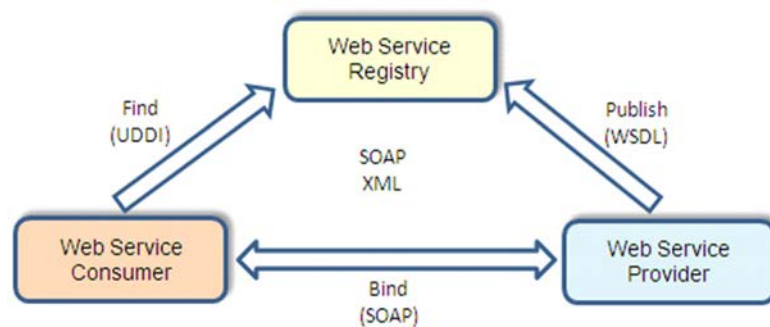 Web Service
Registry
Find
(UDDI)
Publish
(WSDL)
SOAP
XML
Web Service
Consumer
Web Service
Provider
Bind
(SOAP)